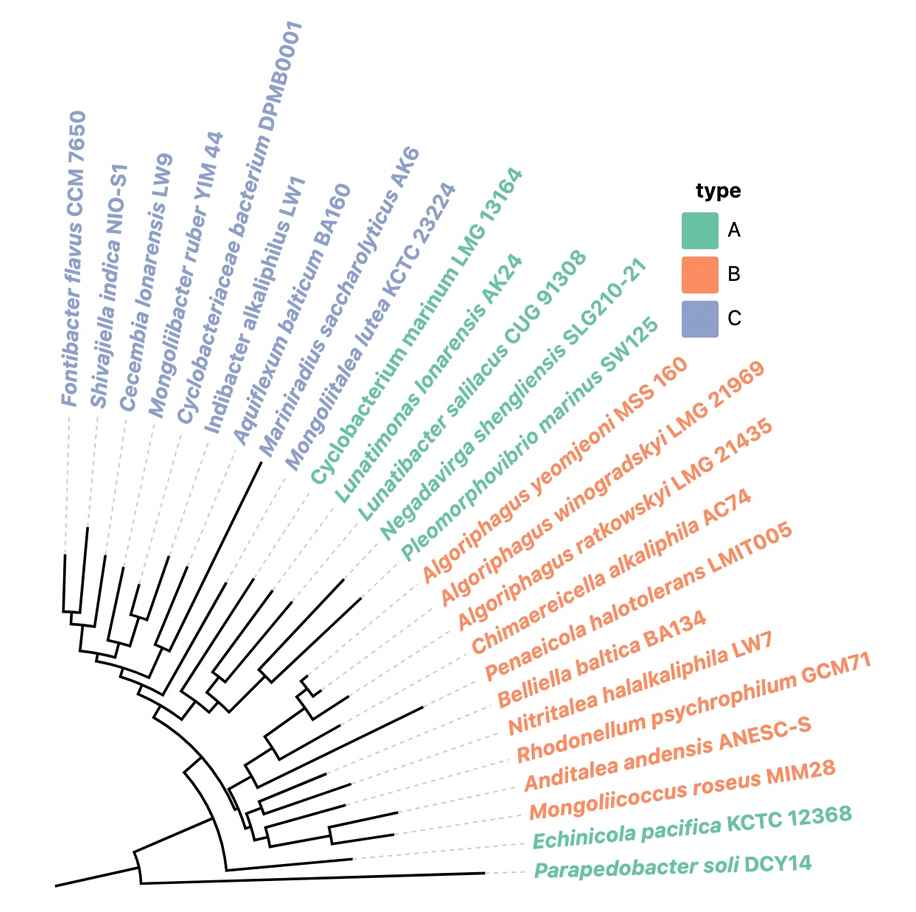 Fontibacter flavus CCM 7650
Shivajiella indica NIO-S1
Cecembia lonarensis LW9
Mongoliibacter ruber YIM 44
Cyclobacteriaceae bacterium DPMB0001
Indibacter alkaliphilus LW1
Aquiflexum balticum BA160
Mariniradius saccharolyticus AK6
Mongoliitalea lutea KCTC 23224
Cyclobacterium marinum LMG 13164
Lunatimonas lonarensis AK24
Lunatibacter salilacus CUG 91308
Negadavirga shengliensis SLG210-21
Pleomorphovibrio marinus SW125
Algoriphagus yeomjeoni MSS 160
Algoriphagus winogradskyi LMG 21969
Algoriphagus ratkowskyi LMG 21435
Chimaereicella alkaliphila AC74
Penaeicola halotolerans LMIT005
Belliella baltica BA134
Nitritalea halalkaliphila LW7
Rhodonellum psychrophilum GCM71
Anditalea andensis ANESC-S
Mongoliicoccus roseus MIM28
Echinicola pacifica KCTC 12368
Parapedobacter soli DCY14
type
A
B
C